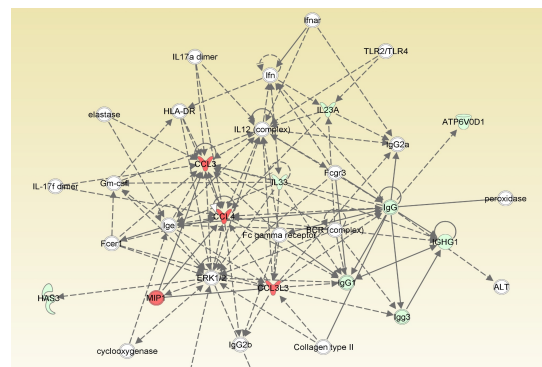 Ifnar
TLR2/TLR4
IL17a dimer
Ifn
HLA-DR
IL23A
elastase
ATP6V0D1
IL12 (complex)
IgG2a
CCL3
Fcgr3
IL33
IL-17f dimer
Gm-csf
peroxidase
IgG
CCL4
Ige
BCR (complex)
Fc gamma receptor
Fcer1
IGHG1
ERK1/2
IgG1
CCL3L3
ALT
HAS3
MIP1
Igg3
IgG2b
Collagen type II
cyclooxygenase